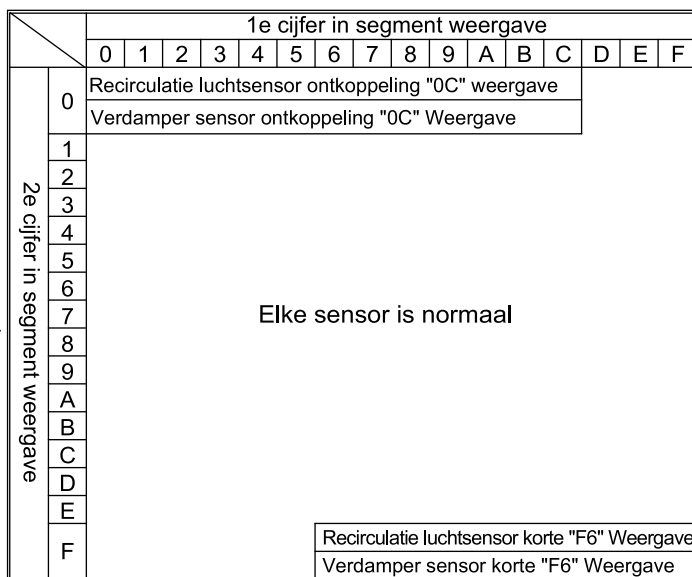 1e cijfer in segment weergave
0 1 2 3 4 5 6 7 8 9 A B C D E F
2e cijfer in segment weergave
0
Recirculatie luchtsensor ontkoppeling "0C" weergave
Verdamper sensor ontkoppeling "0C" Weergave
1
2
3
4
5
6
7
8
9
A
B
C
D
E
F
Elke sensor is normaal
Recirculatie luchtsensor korte "F6" Weergave
Verdamper sensor korte "F6" Weergave